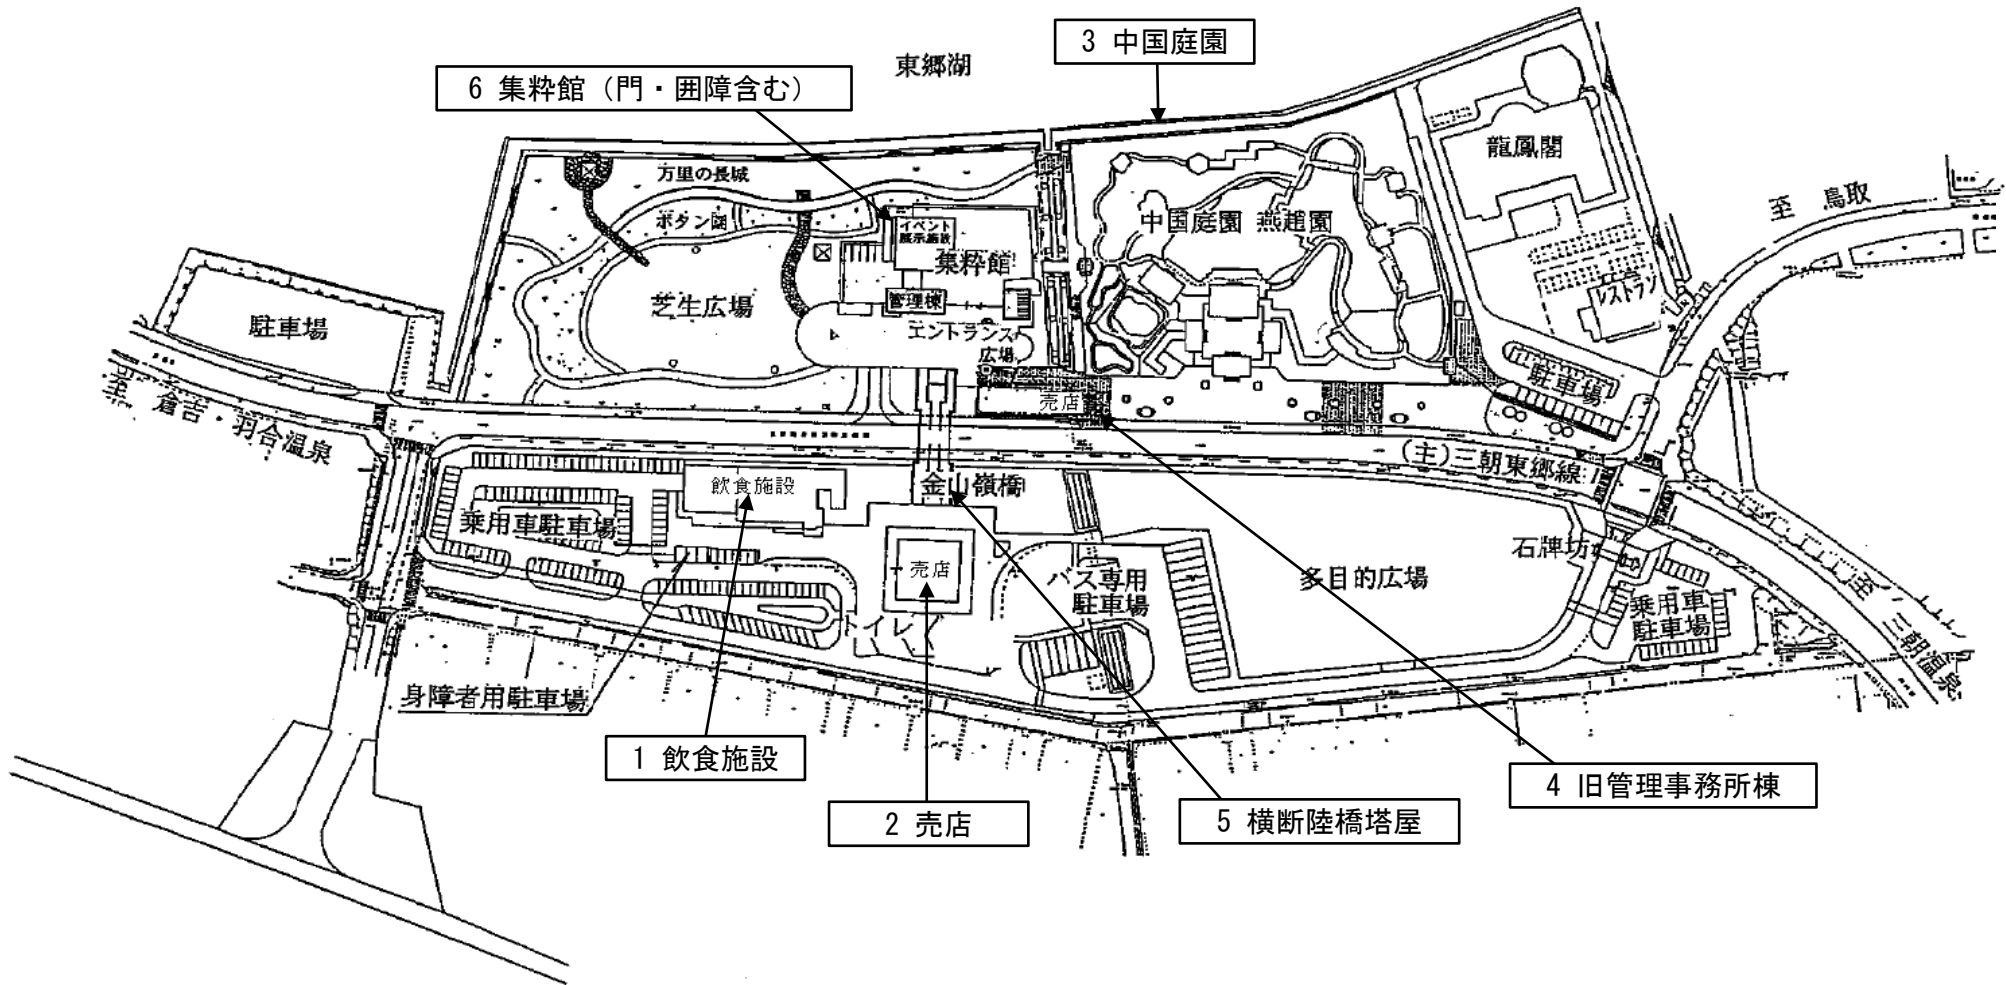 3 中国庭園
東郷湖
6 集粋館（門・囲障含む）
龍鳳閣
万里の長城
至 鳥取
ボタン園
イベント
展示施設
中国庭園 燕趙園
集粋館
管理棟
レストラン
芝生広場
駐車場
エントランス
広場
駐車場
売店
至 倉吉・羽合温泉
(主)三朝東郷線
飲食施設
金山嶺橋
乗用車駐車場
石牌坊
売店
バス専用
駐車場
多目的広場
乗用車
駐車場
トイレ
至 三朝温泉
身障者用駐車場
1 飲食施設
4 旧管理事務所棟
2 売店
5 横断陸橋塔屋